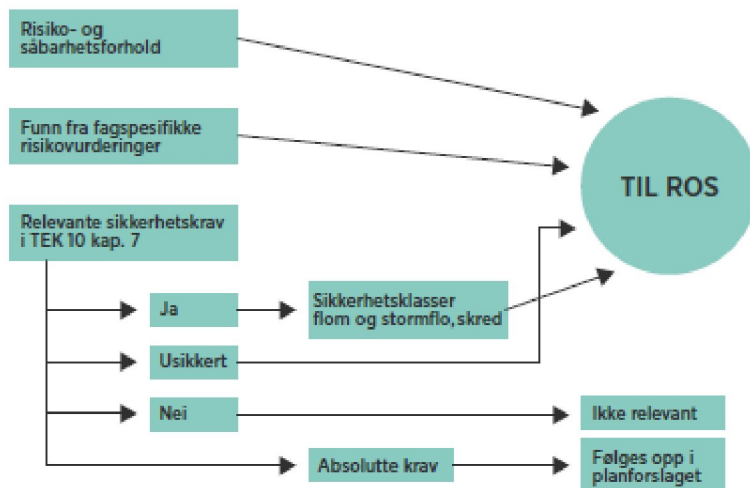 Risiko- og
såbarhetsforhold
Funn fra fagspesifikke
risikovurderinger
TIL ROS
Relevante sikkerhetskrav
i TEK 10 kap. 7
Ja
Sikkerhetsklasser
flom og stormflo, skred
Usikkert
Nei
Ikke relevant
Absolutte krav
Følges opp i
planforslaget